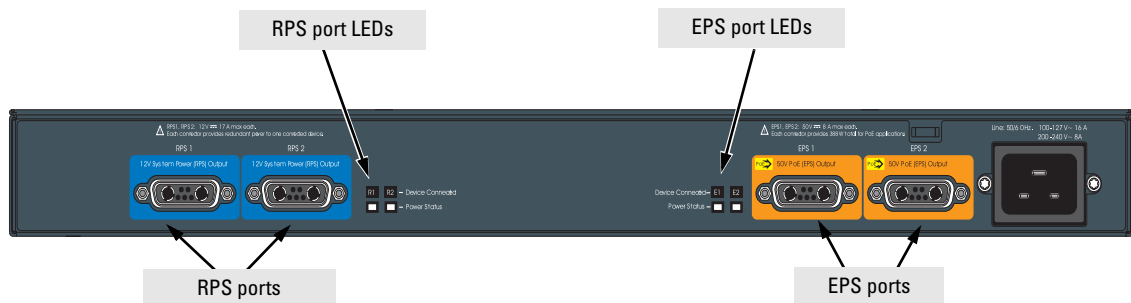 RPS port LEDs
EPS port LEDs
RPS1, RPS2: 12V 17 A max each.
Each connector provides redundant power to one connected device.
EPS1, EPS2: 50V 8 A max each.
Each connector provides 388W total for PoE applications
Line: 50/6 0Hz. 100-127 V~ 16 A
200-240 V~ 8A
RPS 1
RPS 2
EPS 1
EPS 2
12V System Power (RPS) Output
12V System Power (RPS) Output
PoE
50V PoE (EPS) Output
PoE
50V PoE (EPS) Output
R1 R2 Device Connected
Power Status
Device Connected E1 E2
Power Status
RPS ports
EPS ports